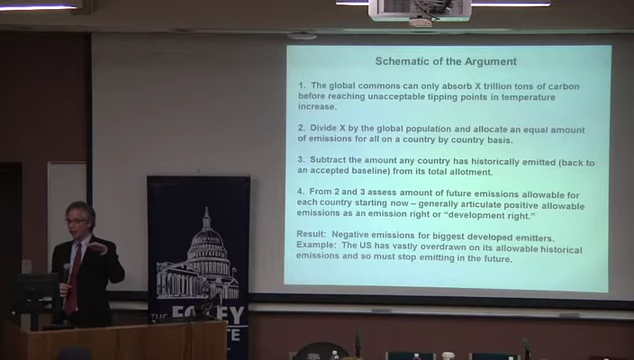 Schematic of the Argument
1. The global commons can only absorb X trillion tons of carbon
before reaching unacceptable tipping points in temperature
increase.
2. Divide X by the global population and allocate an equal amount
of emissions for all on a country by country basis.
3. Subtract the amount any country has historically emitted (back to
an accepted baseline) from its total allotment.
4. From 2 and 3 assess amount of future emissions allowable for
each country starting now – generally articulate positive allowable
emissions as an emission right or “development right.”
Result: Negative emissions for biggest developed emitters.
Example: The US has vastly overdrawn on its allowable historical
emissions and so must stop emitting in the future.
THE